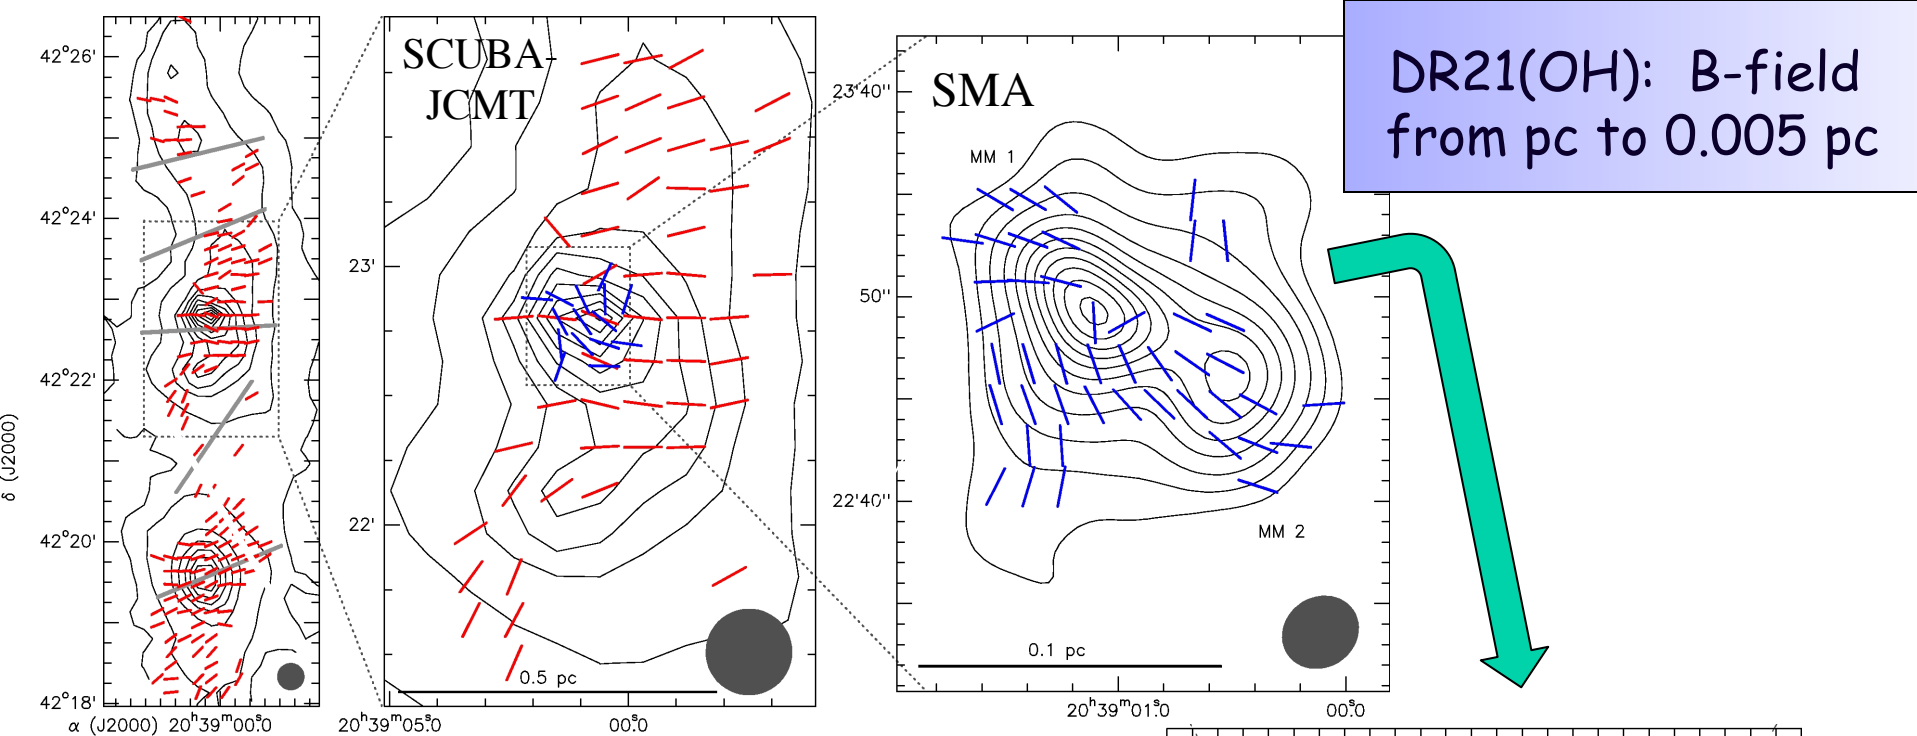 DR21(OH): B-field
from pc to 0.005 pc
42°26'
42°24'
42°22'
42°20'
42°18'
δ (J2000)
α (J2000) 20ʰ39ᵐ00ˢ.0
SCUBA-
JCMT
23'
22'
0.5 pc
20ʰ39ᵐ05ˢ.0 00ˢ.0
SMA
23'40''
50''
22'40''
MM 1
MM 2
0.1 pc
20ʰ39ᵐ01ˢ.0 00ˢ.0